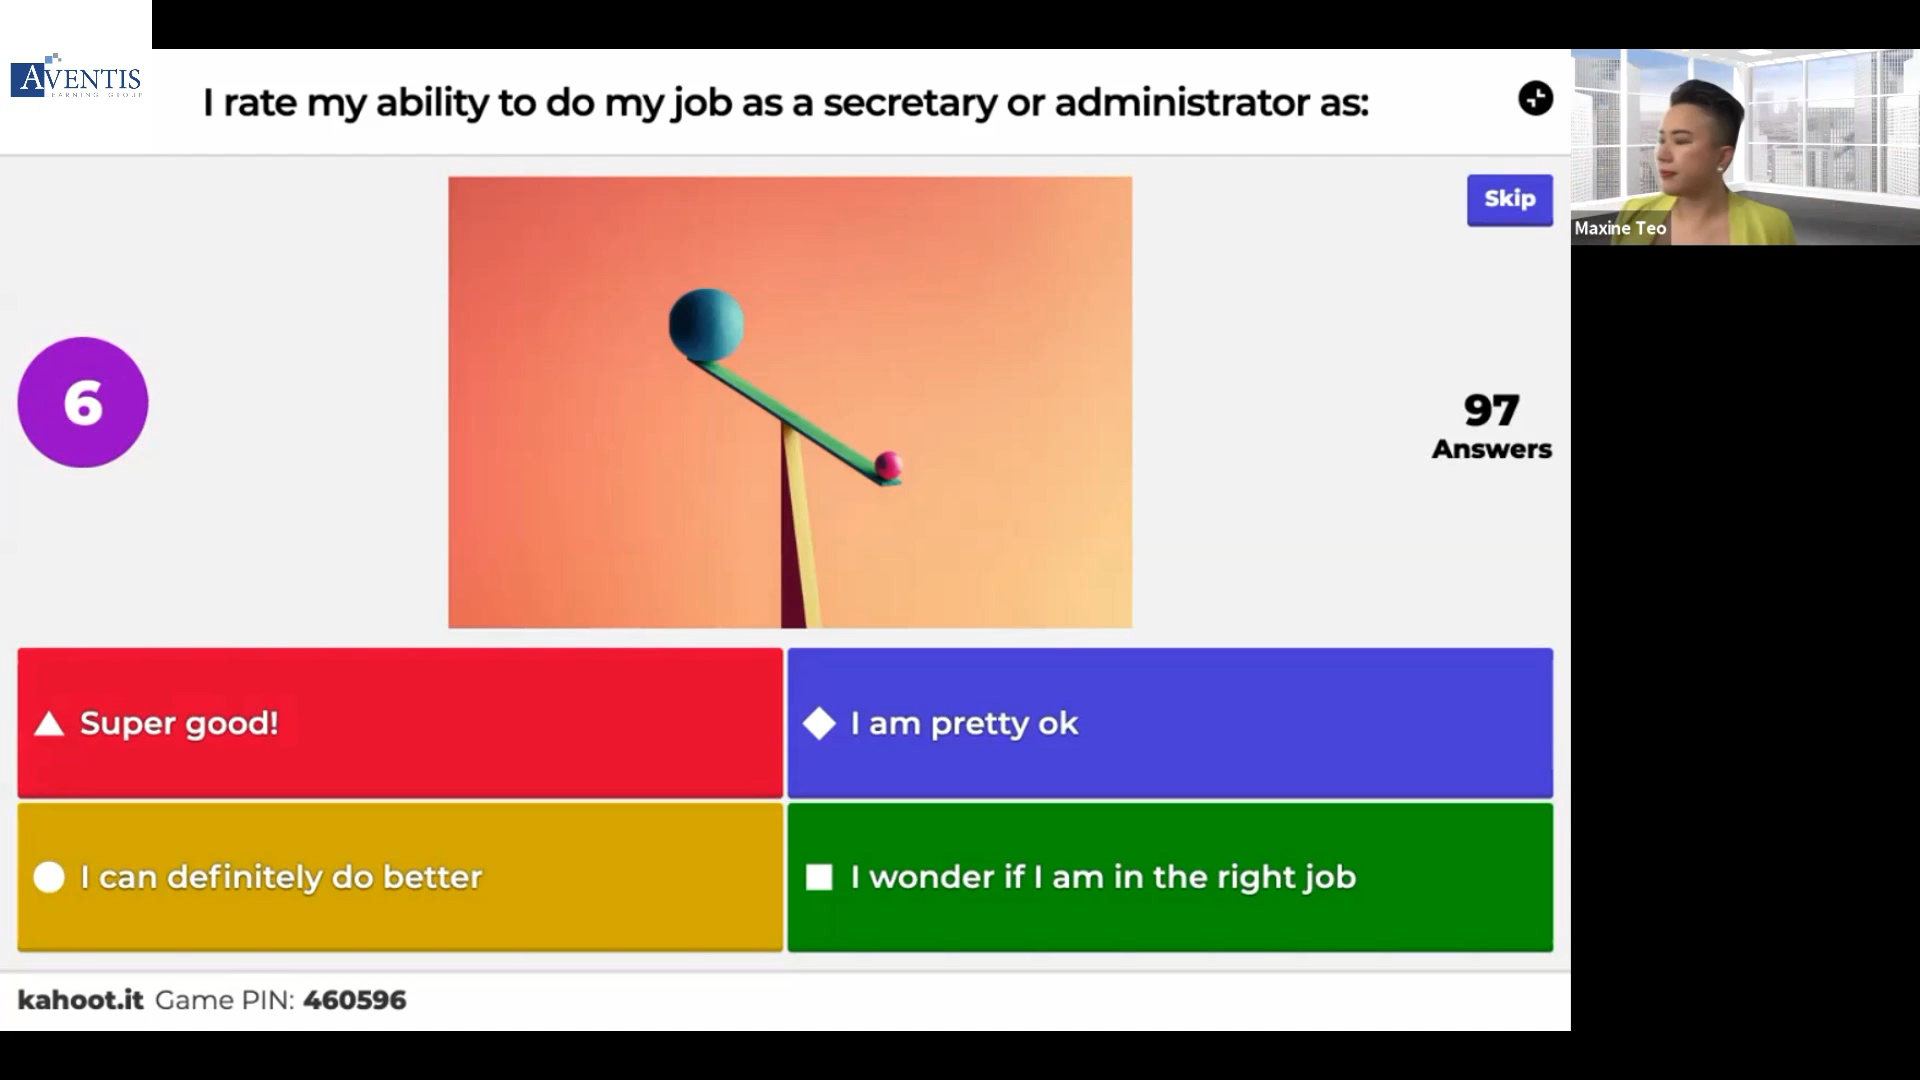 AVENTIS
LEARNING GROUP
I rate my ability to do my job as a secretary or administrator as:
Skip
Maxine Teo
6
97
Answers
Super good!
I am pretty ok
I can definitely do better
I wonder if I am in the right job
kahoot.it Game PIN: 460596